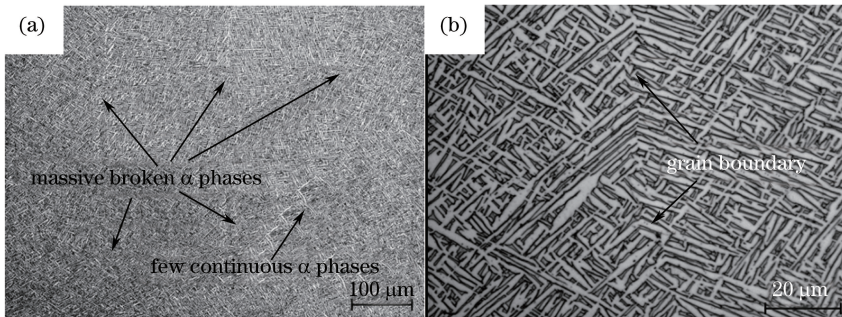 (a)
massive broken α phases
few continuous α phases
100 μm
(b)
grain boundary
20 μm